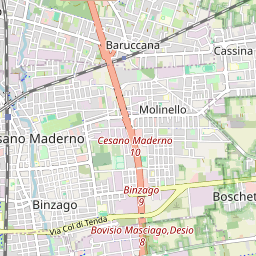 Baruccana
Cassina
Molinello
esano Maderno
Cesano Maderno
10
Binzago
9
Binzago
Boschet
Via Col di Tenda
Bovisio Masciago,Desio
8